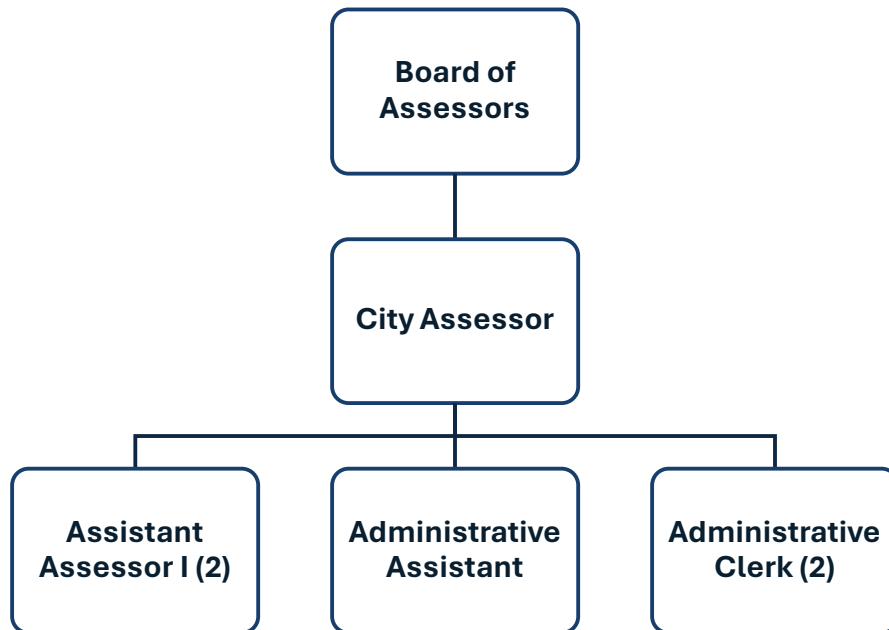 Board of
Assessors
City Assessor
Assistant
Assessor I (2)
Administrative
Assistant
Administrative
Clerk (2)